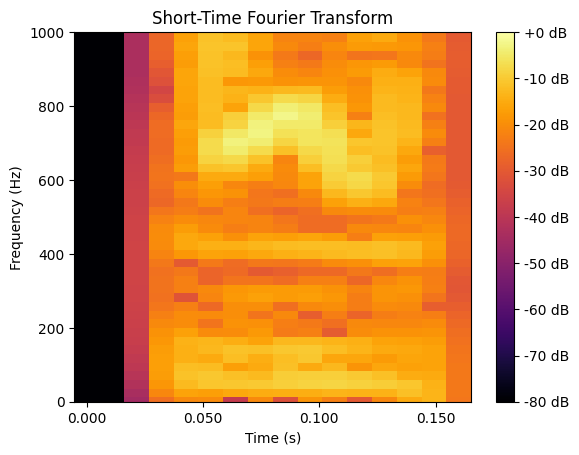 Short-Time Fourier Transform
1000
800
600
400
200
0
Frequency (Hz)
0.000
0.050
0.100
0.150
Time (s)
+0 dB
-10 dB
-20 dB
-30 dB
-40 dB
-50 dB
-60 dB
-70 dB
-80 dB